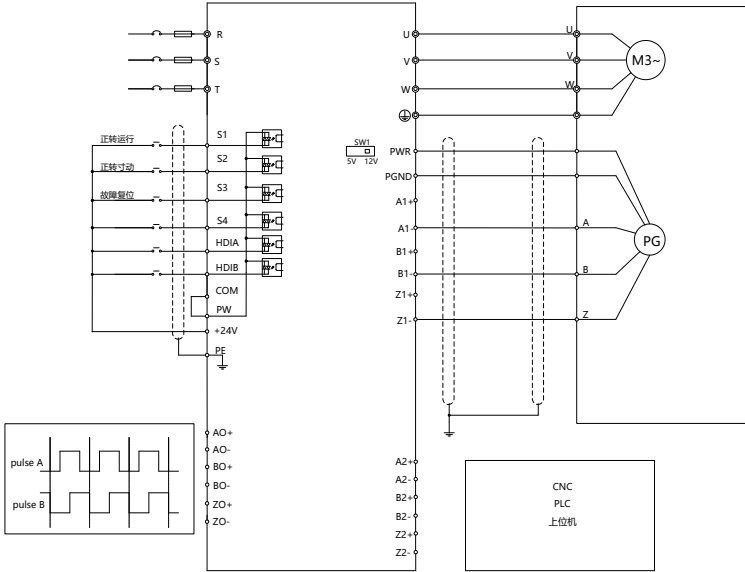 R
S
T
正转运行
S1
正转寸动
S2
故障复位
S3
S4
HDIA
HDIB
COM
PW
+24V
PE
pulse A
pulse B
AO+
AO-
BO+
BO-
ZO+
ZO-
U
V
W
SW1
5V 12V
PWR
PGND
A1+
A1-
B1+
B1-
Z1+
Z1-
A2+
A2-
B2+
B2-
Z2+
Z2-
U
V
W
M3~
A
B
Z
PG
CNC
PLC
上位机